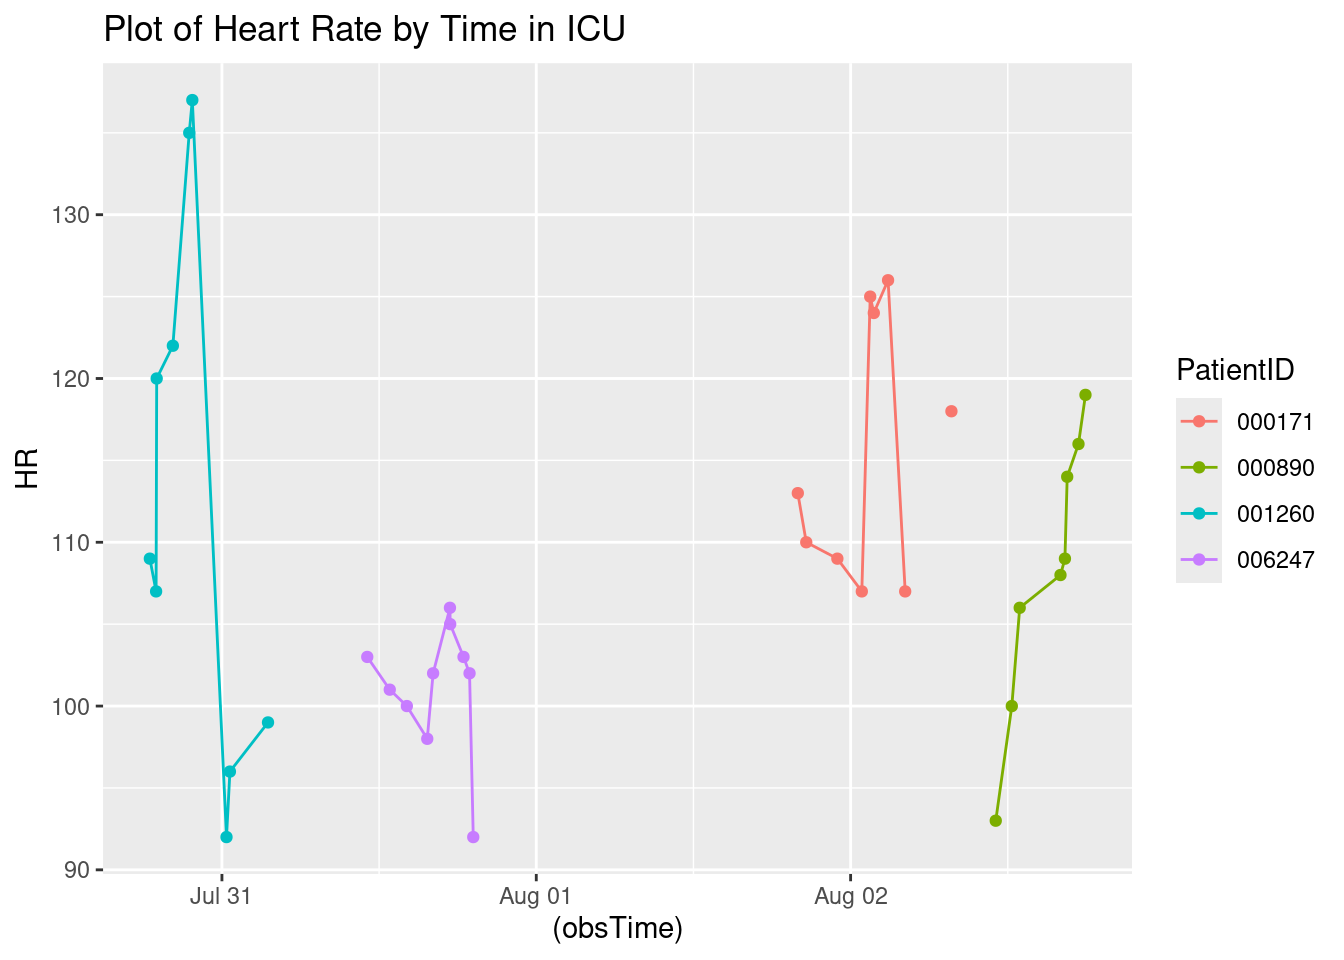 Plot of Heart Rate by Time in ICU
HR
130
120
110
100
90
Jul 31
Aug 01
Aug 02
(obsTime)
PatientID
000171
000890
001260
006247